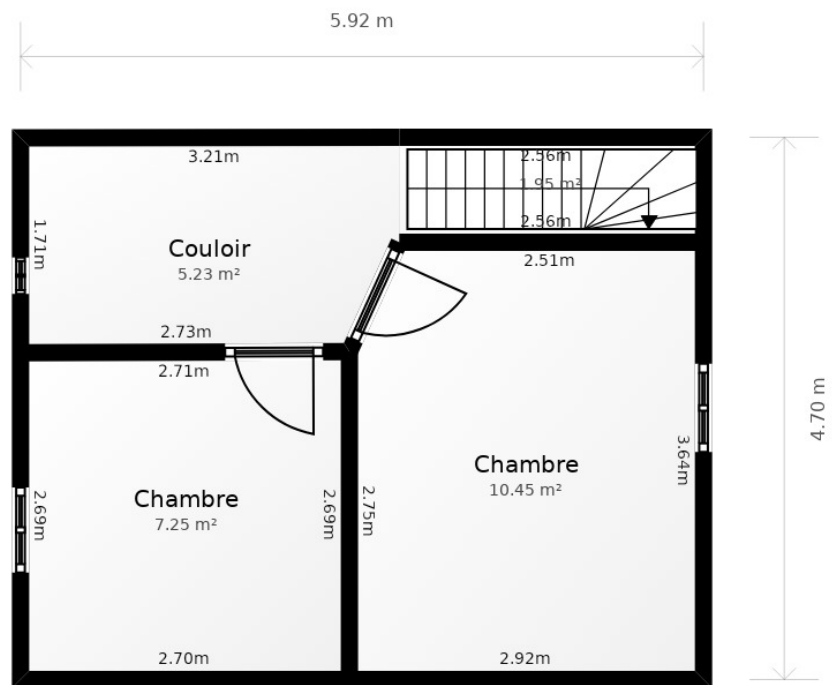 5.92 m
3.21m
2.56m
1.95 m²
2.56m
1.71m
Couloir
5.23 m²
2.51m
2.73m
2.71m
4.70 m
3.64m
Chambre
10.45 m²
Chambre
7.25 m²
2.69m
2.69m
2.75m
2.70m
2.92m